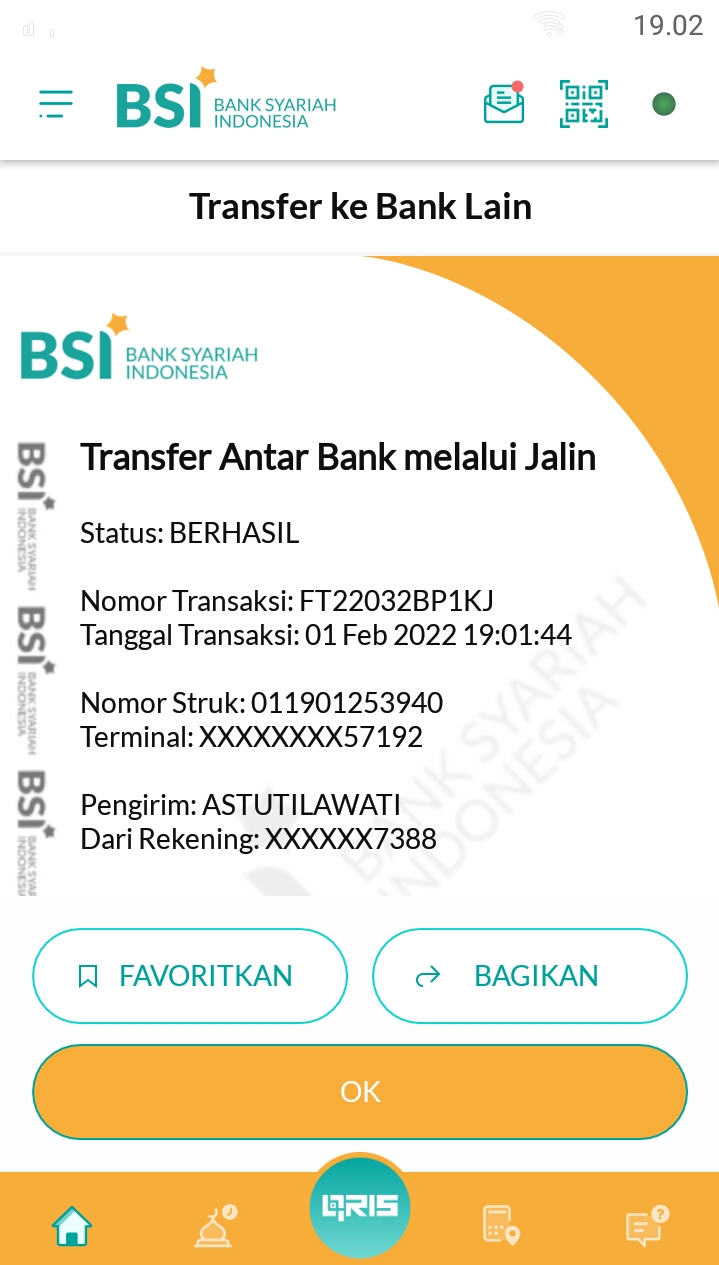 19.02
BSI BANK SYARIAH
INDONESIA
Transfer ke Bank Lain
BSI BANK SYARIAH
INDONESIA
Transfer Antar Bank melalui Jalin
Status: BERHASIL
Nomor Transaksi: FT22032BP1KJ
Tanggal Transaksi: 01 Feb 2022 19:01:44
Nomor Struk: 011901253940
Terminal: XXXXXXXX57192
Pengirim: ASTUTILAWATI
Dari Rekening: XXXXXX7388
BSI BANK SYARIAH
INDONESIA
BSI BANK SYARIAH
INDONESIA
BSI BANK SYAR
INDONESI
BANK SYARIAH
INDONESIA
FAVORITKAN
BAGIKAN
OK
QRIS